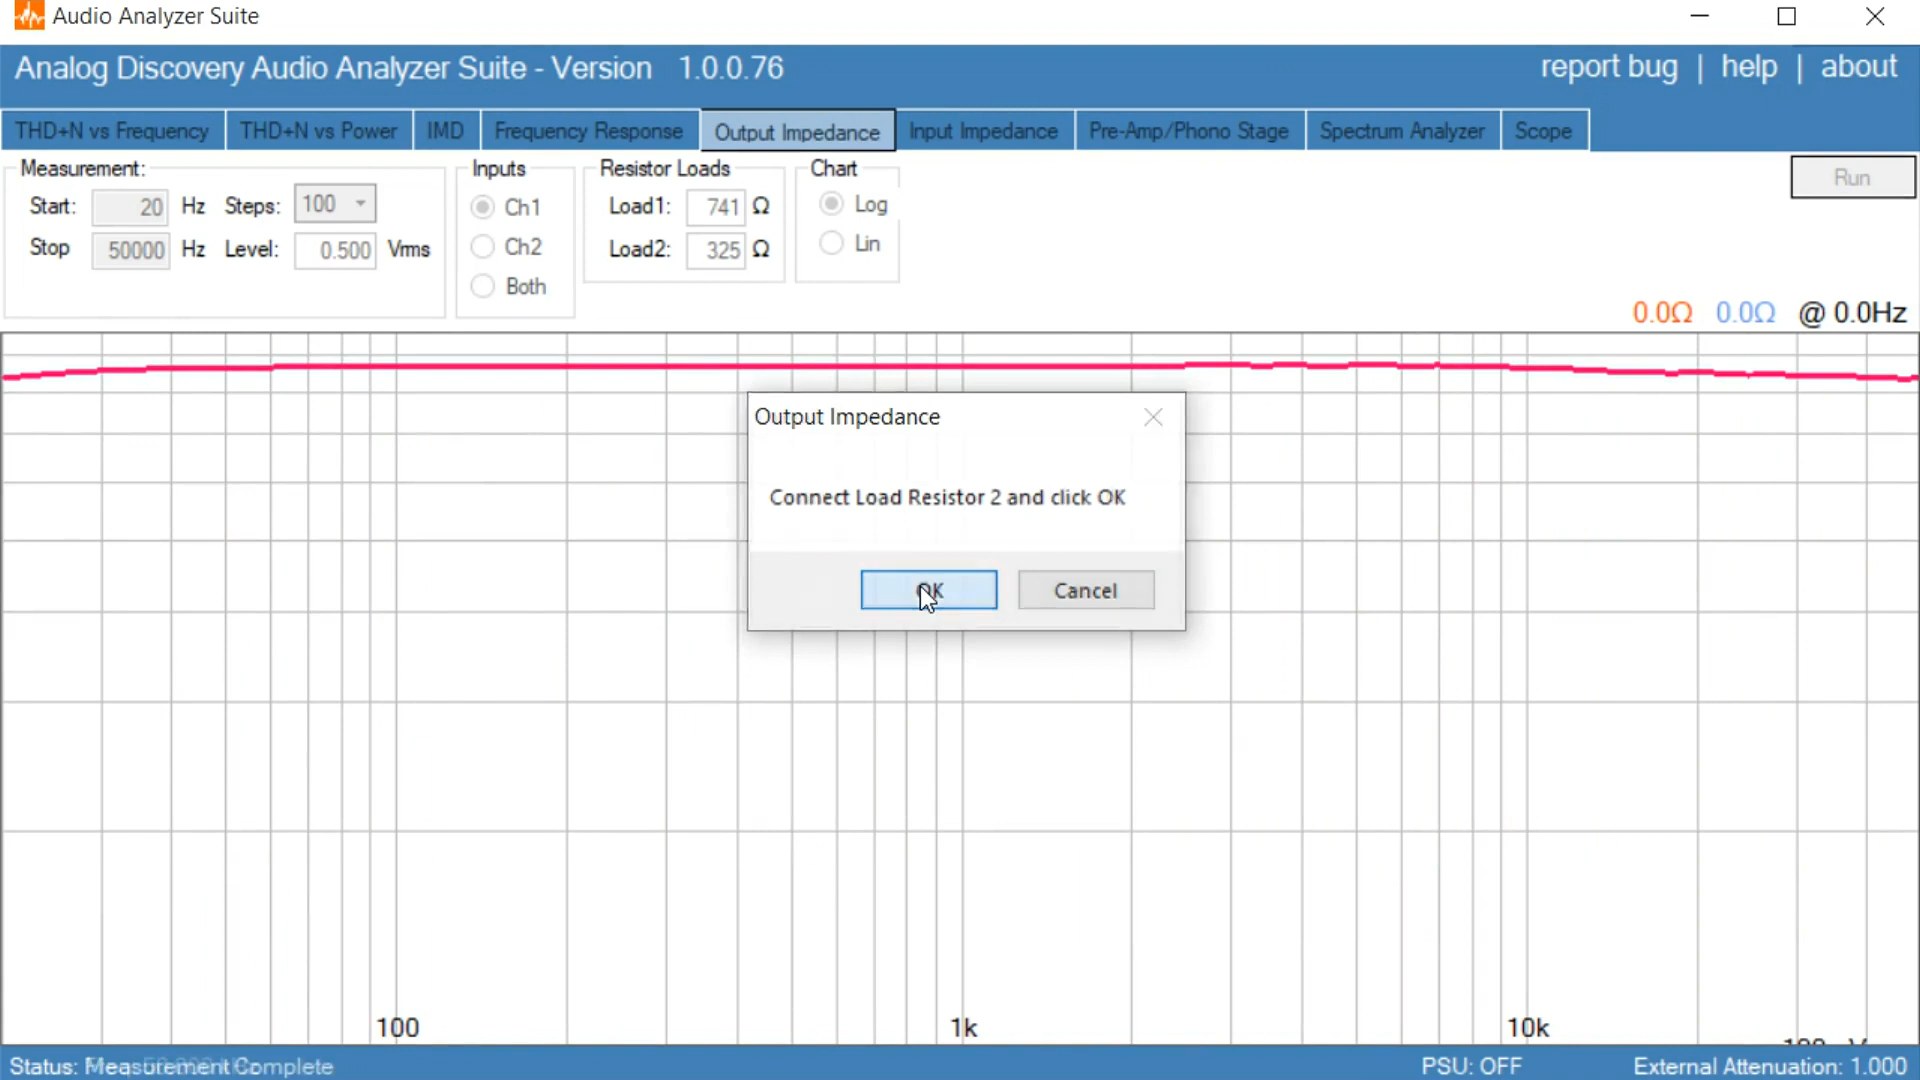 Audio Analyzer Suite
Analog Discovery Audio Analyzer Suite - Version 1.0.0.76
report bug | help | about
THD+N vs Frequency THD+N vs Power IMD Frequency Response Output Impedance Input Impedance Pre-Amp/Phono Stage Spectrum Analyzer Scope
Measurement:
Start: 20 Hz Steps: 100
Stop 50000 Hz Level: 0.500 Vrms
Inputs
Ch1
Ch2
Both
Resistor Loads
Load1: 741 Ω
Load2: 325 Ω
Chart
Log
Lin
Run
0.0Ω 0.0Ω @ 0.0Hz
Output Impedance
Connect Load Resistor 2 and click OK
OK Cancel
100 1k 10k
Status: Measurement Complete
PSU: OFF
External Attenuation: 1.000